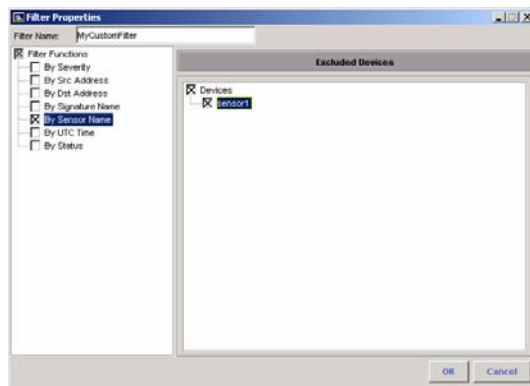 Filter Properties
Filter Name: MyCustomFilter
Filter Functions
By Severity
By Src Address
By Dst Address
By Signature Name
By Sensor Name
By UTC Time
By Status
Excluded Devices
Devices
sensor1
OK Cancel